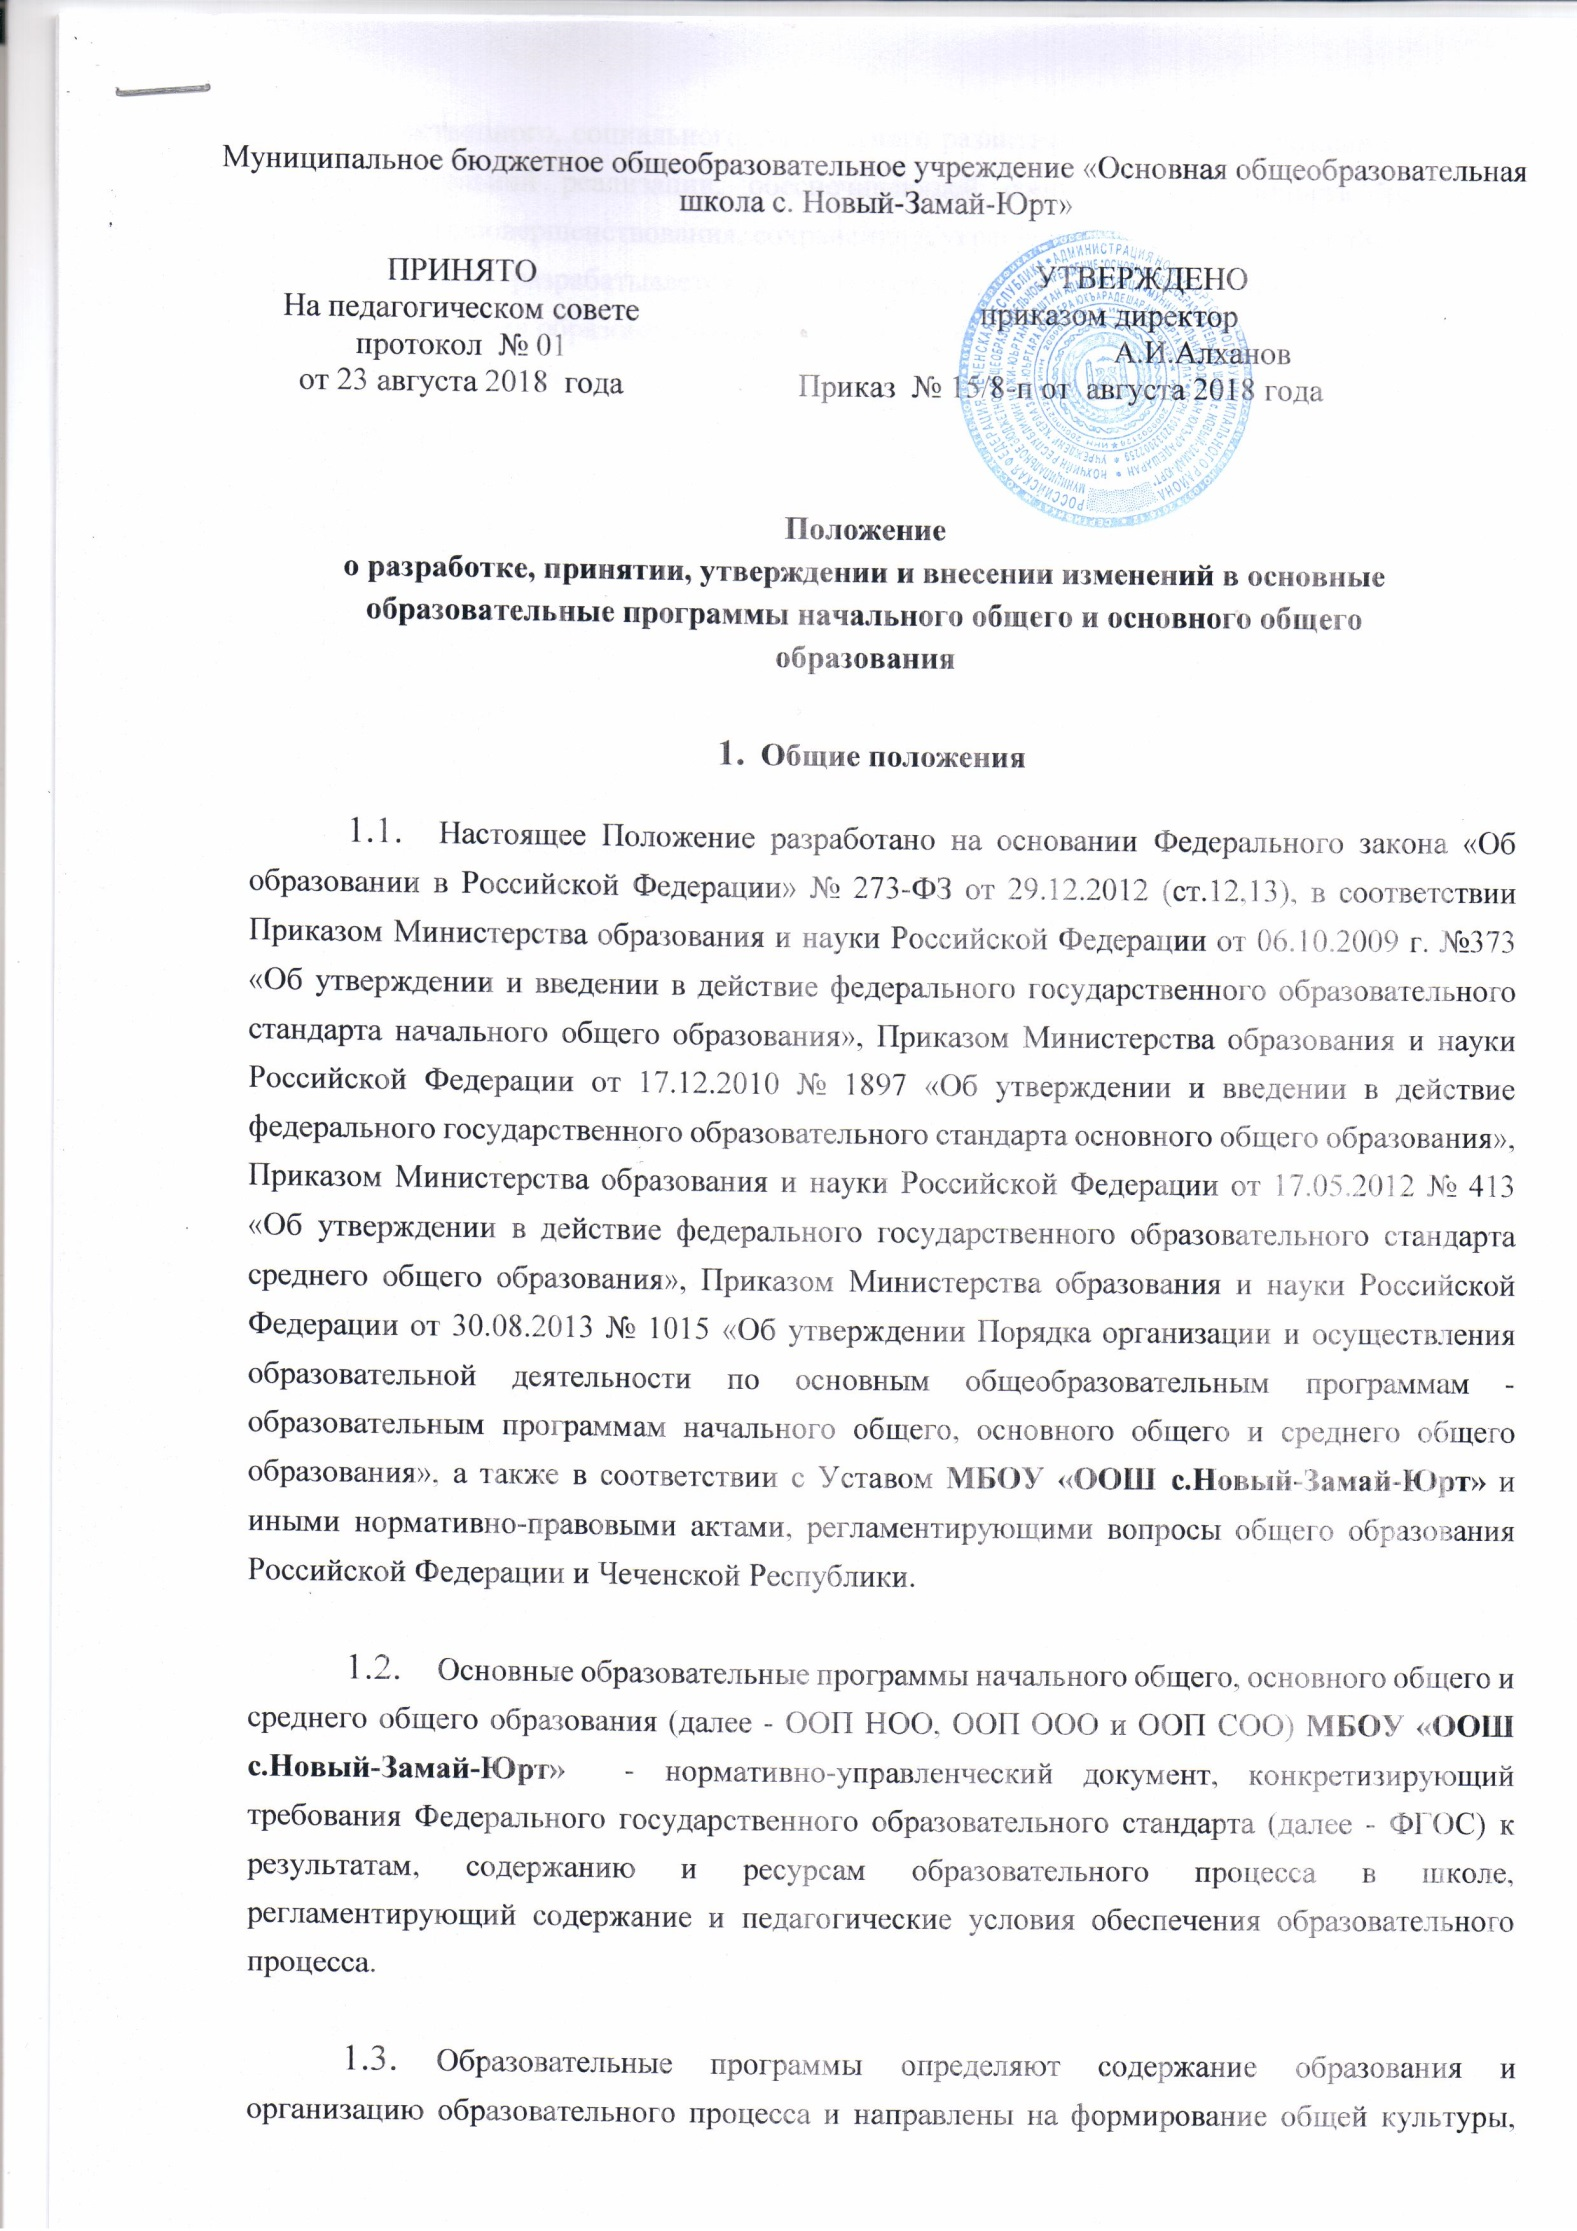 Муниципальное бюджетное общеобразовательное учреждение «Основная общеобразовательная
школа с. Новый-Замай-Юрт»
ПРИНЯТО
На педагогическом совете
протокол № 01
от 23 августа 2018 года
УТВЕРЖДЕНО
приказом директор
А.И.Алханов
Приказ № 15/8-п от августа 2018 года
Положение
о разработке, принятии, утверждении и внесении изменений в основные
образовательные программы начального общего и основного общего
образования
1. Общие положения
1.1. Настоящее Положение разработано на основании Федерального закона «Об
образовании в Российской Федерации» № 273-ФЗ от 29.12.2012 (ст.12,13), в соответствии
Приказом Министерства образования и науки Российской Федерации от 06.10.2009 г. №373
«Об утверждении и введении в действие федерального государственного образовательного
стандарта начального общего образования», Приказом Министерства образования и науки
Российской Федерации от 17.12.2010 № 1897 «Об утверждении и введении в действие
федерального государственного образовательного стандарта основного общего образования»,
Приказом Министерства образования и науки Российской Федерации от 17.05.2012 № 413
«Об утверждении в действие федерального государственного образовательного стандарта
среднего общего образования», Приказом Министерства образования и науки Российской
Федерации от 30.08.2013 № 1015 «Об утверждении Порядка организации и осуществления
образовательной деятельности по основным общеобразовательным программам -
образовательным программам начального общего, основного общего и среднего общего
образования», а также в соответствии с Уставом МБОУ «ООШ с.Новый-Замай-Юрт» и
иными нормативно-правовыми актами, регламентирующими вопросы общего образования
Российской Федерации и Чеченской Республики.
1.2. Основные образовательные программы начального общего, основного общего и
среднего общего образования (далее - ООП НОО, ООП ООО и ООП СОО) МБОУ «ООШ
с.Новый-Замай-Юрт» - нормативно-управленческий документ, конкретизирующий
требования Федерального государственного образовательного стандарта (далее - ФГОС) к
результатам, содержанию и ресурсам образовательного процесса в школе,
регламентирующий содержание и педагогические условия обеспечения образовательного
процесса.
1.3. Образовательные программы определяют содержание образования и
организацию образовательного процесса и направлены на формирование общей культуры,